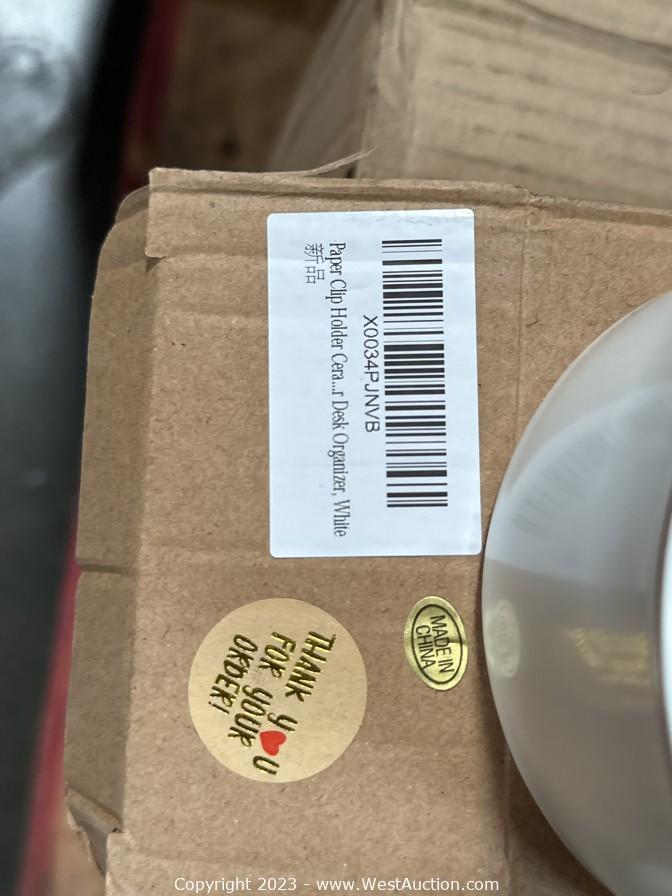 X0034PJNVB
Paper Clip Holder Cera...r Desk Organizer, White
新品
MADE IN
CHINA
THANK
FOR Y❤U
YOUR
ORDER!
Copyright 2023 - www.WestAuction.com